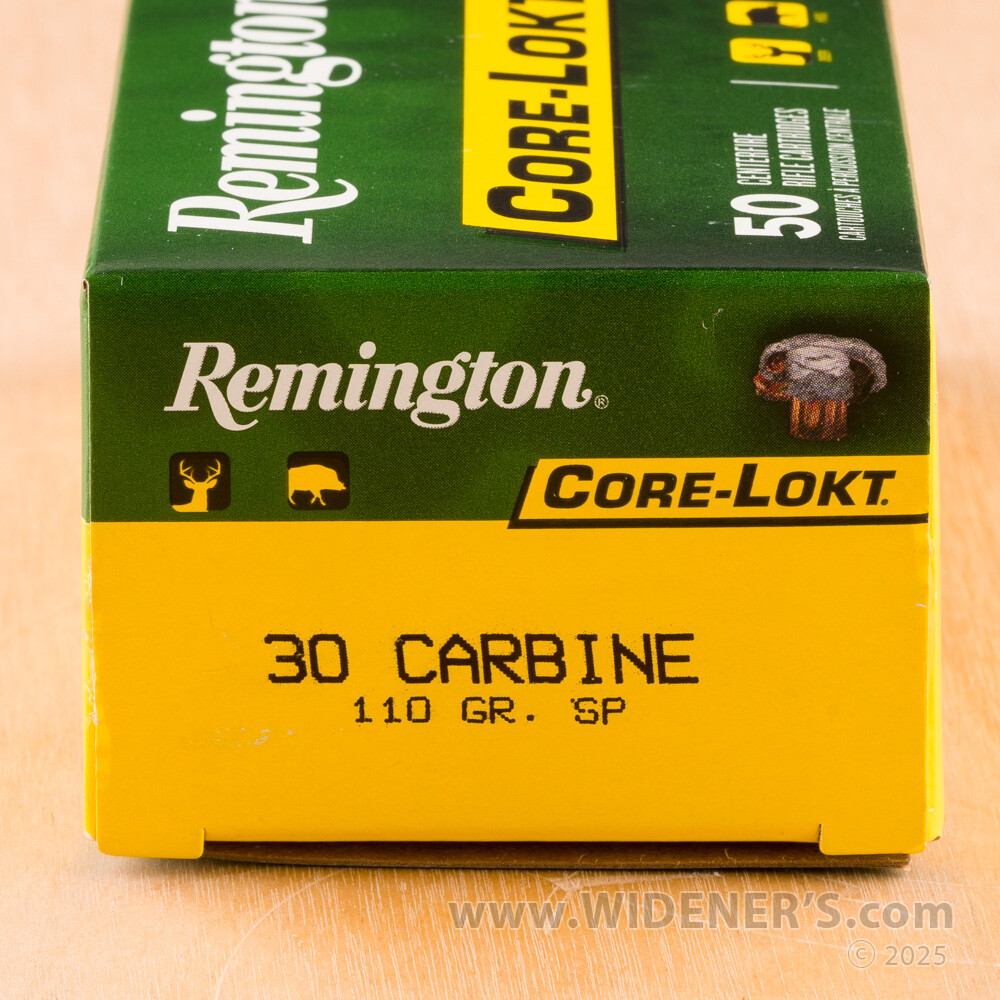 Remington
CORE-LOKT
50 CENTERFIRE
RIFLE CARTRIDGES
CARTOUCHES À PERCUSSION CENTRALE
Remington®
CORE-LOKT.
30 CARBINE
110 GR. SP
www.WIDENER'S.com
© 2025